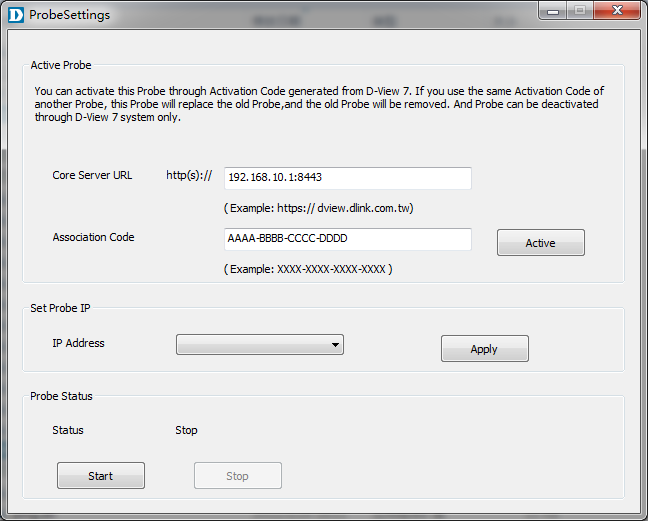 ProbeSettings
Active Probe
You can activate this Probe through Activation Code generated from D-View 7. If you use the same Activation Code of
another Probe, this Probe will replace the old Probe,and the old Probe will be removed. And Probe can be deactivated
through D-View 7 system only.
Core Server URL http(s):// 192.168.10.1:8443
( Example: https:// dview.dlink.com.tw)
Association Code AAAA-BBBB-CCCC-DDDD Active
( Example: XXXX-XXXX-XXXX-XXXX )
Set Probe IP
IP Address Apply
Probe Status
Status Stop
Start Stop